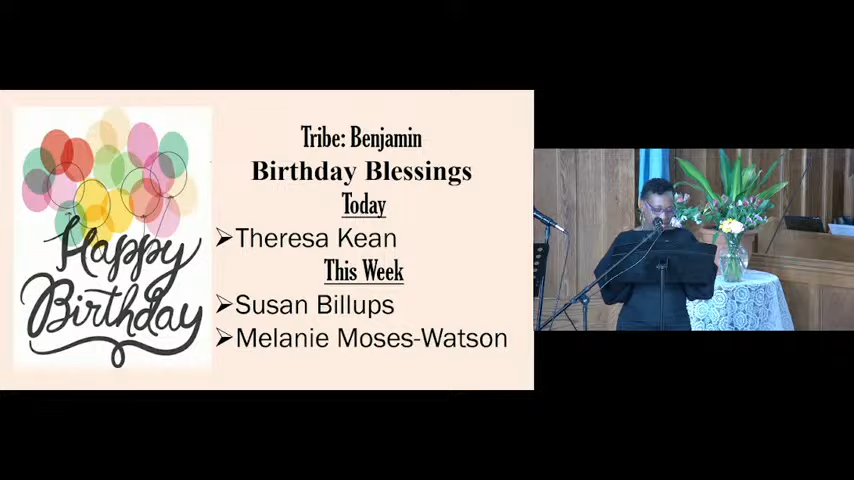 Happy
Birthday
Tribe: Benjamin
Birthday Blessings
Today
Theresa Kean
This Week
Susan Billups
Melanie Moses-Watson